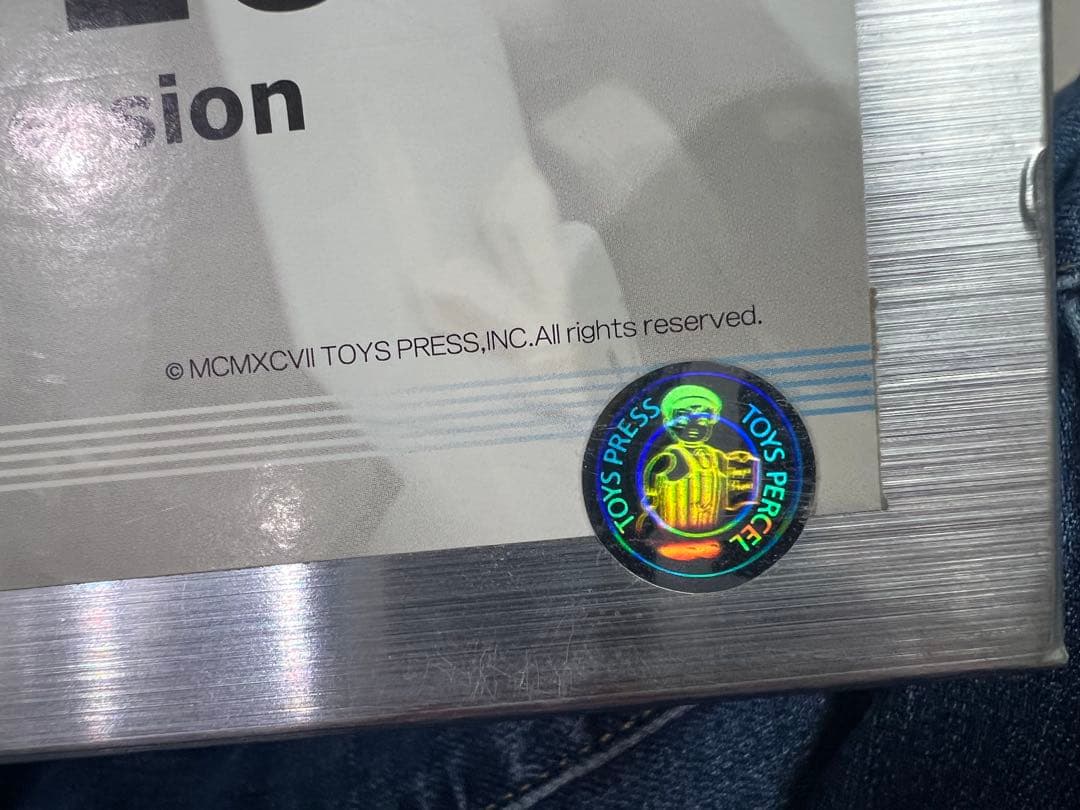 sion
© MCMXCVII TOYS PRESS,INC.All rights reserved.
TOYS PRESS
TOYS PERCEL